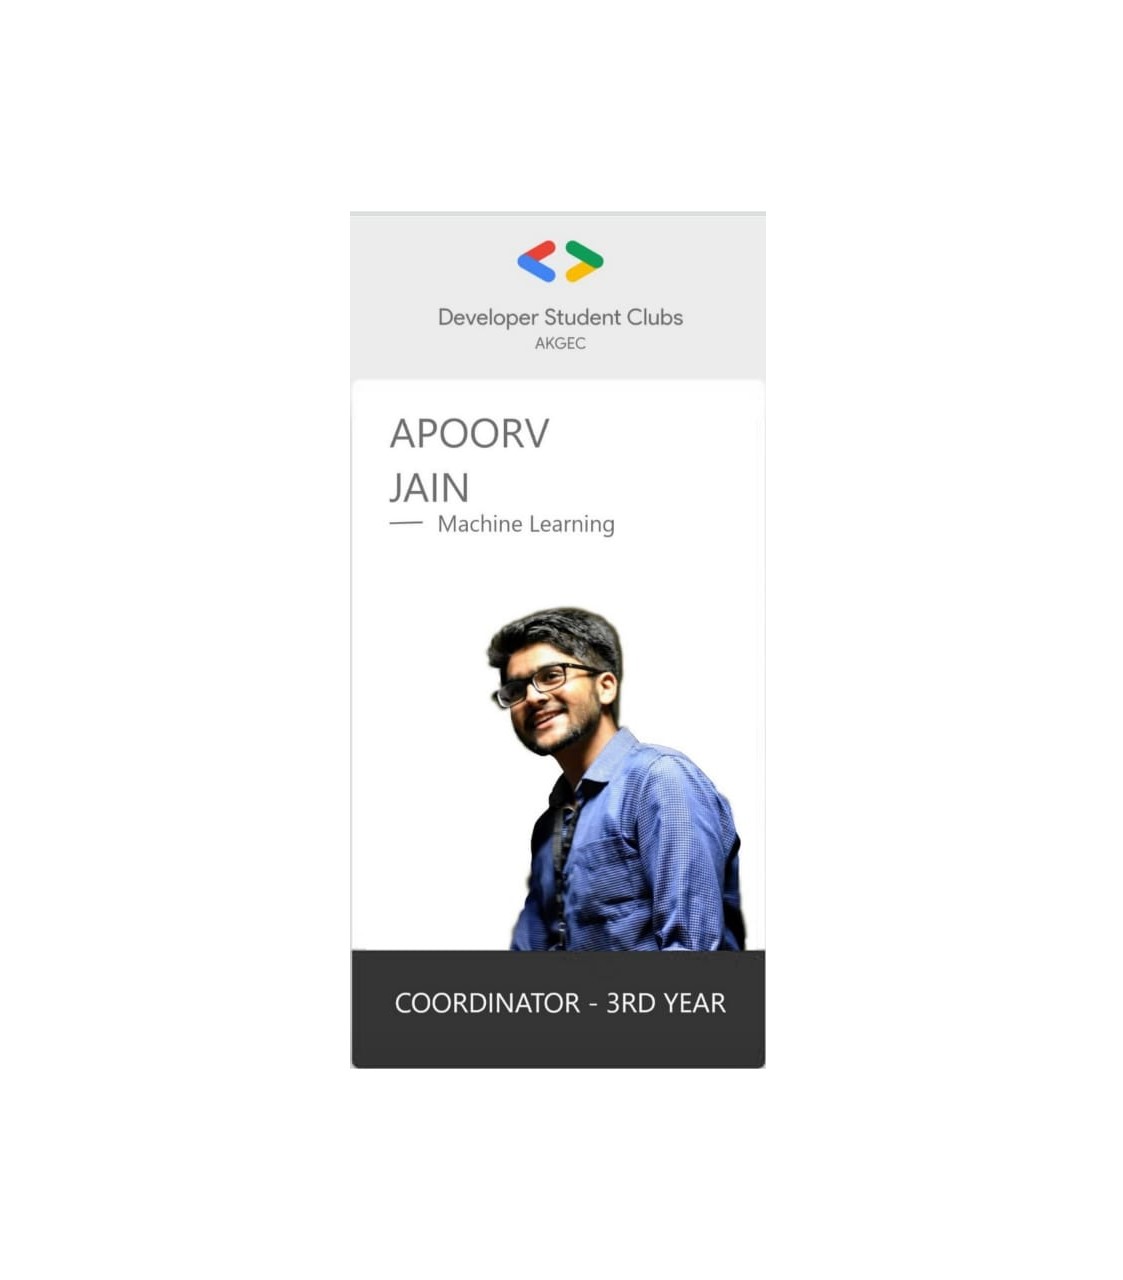 Developer Student Clubs
AKGEC
APOORV
JAIN
— Machine Learning
COORDINATOR - 3RD YEAR